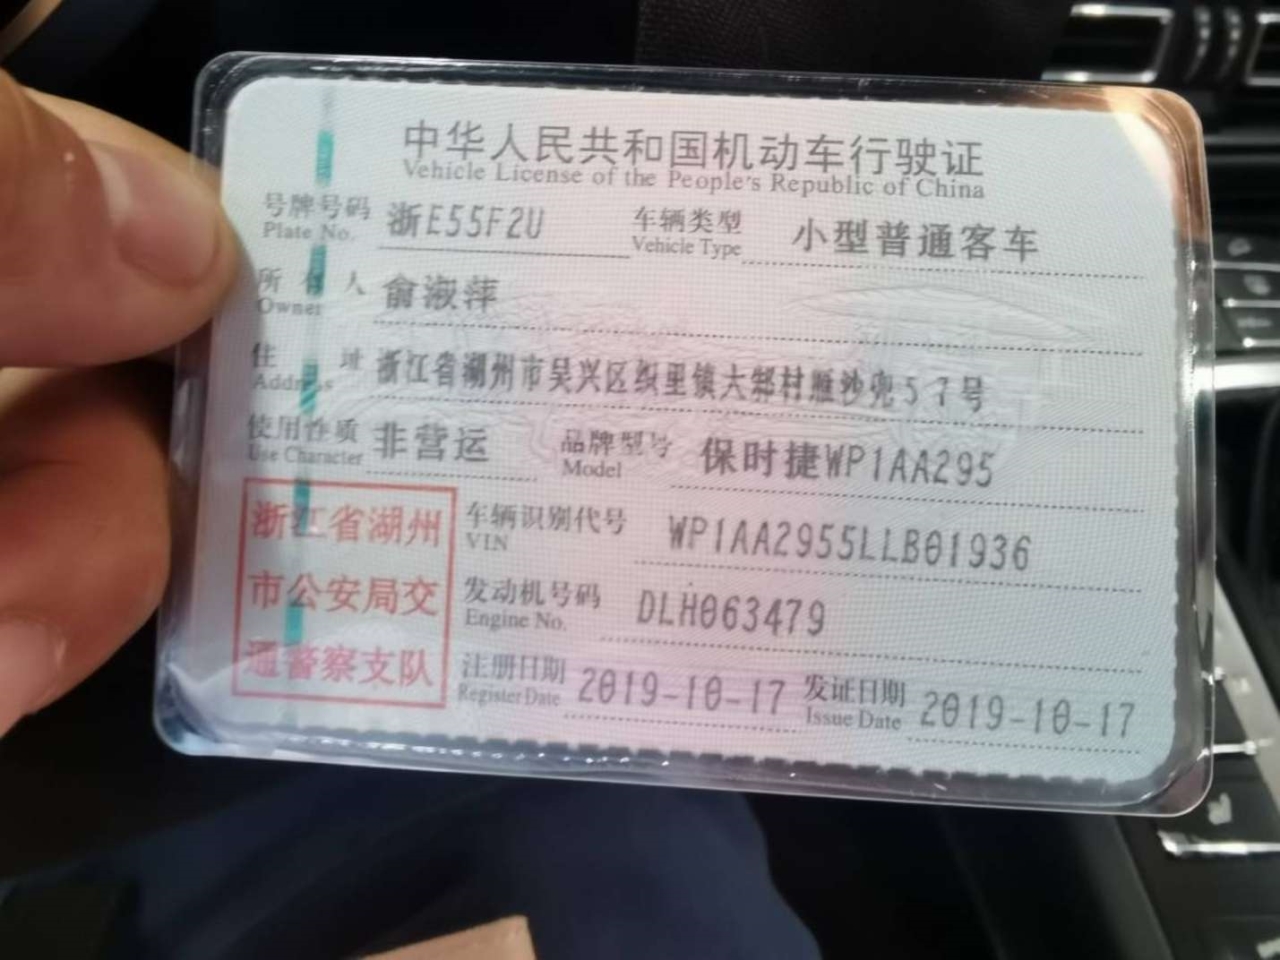 中华人民共和国机动车行驶证
Vehicle License of the People's Republic of China
号牌号码 浙E55F2U 车辆类型 小型普通客车
Plate No. Vehicle Type
所有人 俞淑萍
Owner
住址 浙江省湖州市吴兴区织里镇大邾村雁沙兜57号
Address
使用性质 非营运 品牌型号 保时捷WP1AA295
Use Character Model
浙江省湖州
市公安局交
通警察支队
车辆识别代号 WP1AA2955LLB01936
VIN
发动机号码 DLH063479
Engine No.
注册日期 2019-10-17 发证日期 2019-10-17
Register Date Issue Date